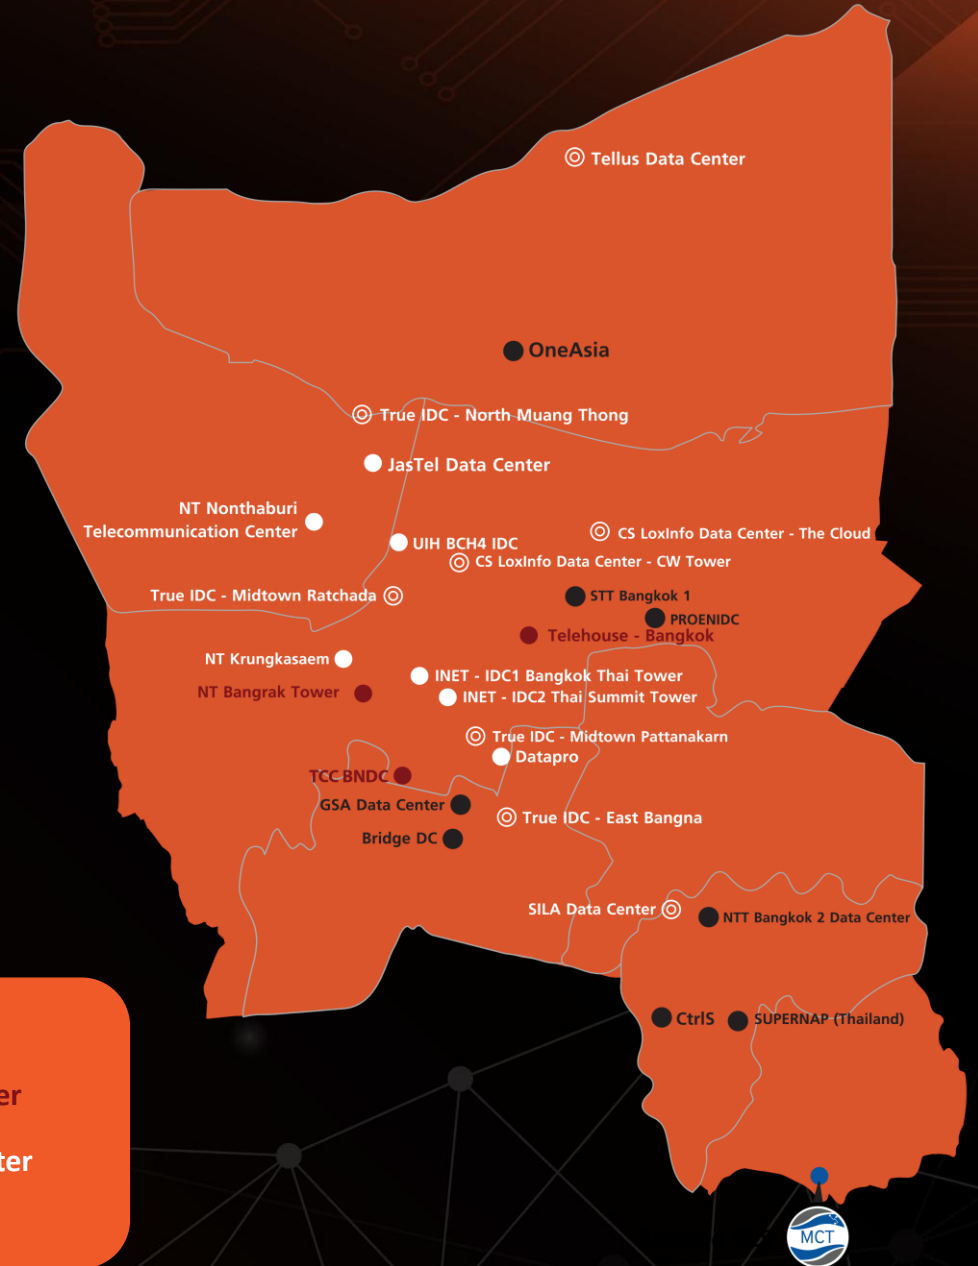 Tellus Data Center
OneAsia
True IDC - North Muang Thong
JasTel Data Center
NT Nonthaburi
Telecommunication Center
CS LoxInfo Data Center - The Cloud
UIH BCH4 IDC
CS LoxInfo Data Center - CW Tower
True IDC - Midtown Ratchada
STT Bangkok 1
PROENIDC
Telehouse - Bangkok
NT Krungkasaem
INET - IDC1 Bangkok Thai Tower
NT Bangrak Tower
INET - IDC2 Thai Summit Tower
True IDC - Midtown Pattanakarn
Datapro
TCC BNDC
GSA Data Center
True IDC - East Bangna
Bridge DC
SILA Data Center
NTT Bangkok 2 Data Center
CtrlS
SUPERNAP (Thailand)
er
ter
MCT